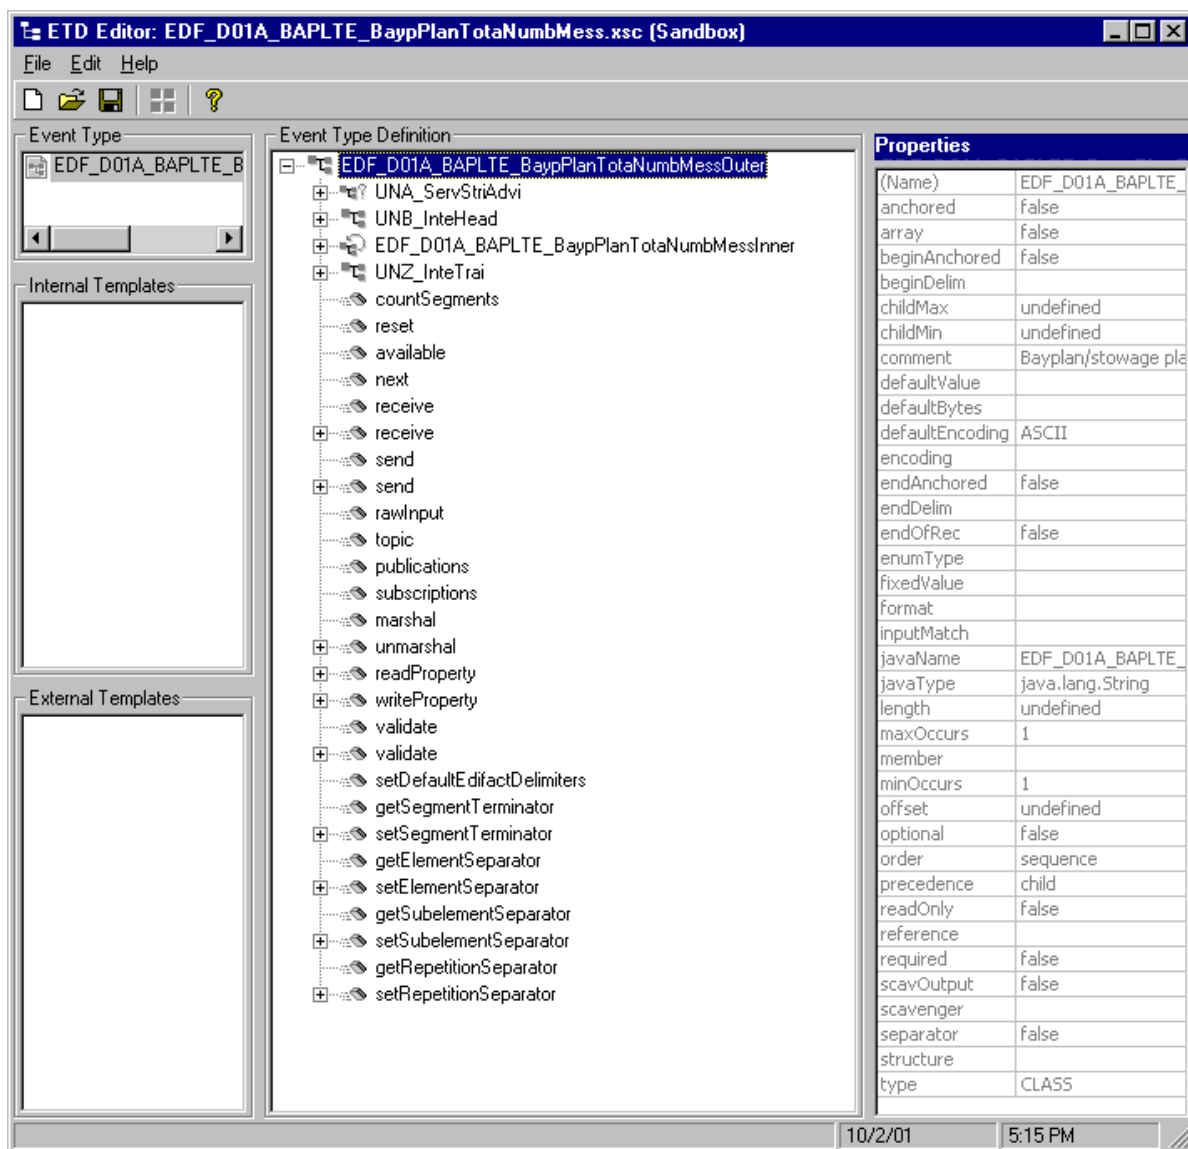 ETD Editor: EDF_D01A_BAPLTE_BaypPlanTotaNumbMess.xsc (Sandbox)
File Edit Help
Event Type
EDF_D01A_BAPLTE_B
Internal Templates
External Templates
Event Type Definition
EDF_D01A_BAPLTE_BaypPlanTotaNumbMessOuter
UNA_ServStriAdvi
UNB_InteHead
EDF_D01A_BAPLTE_BaypPlanTotaNumbMessInner
UNZ_InteTrai
countSegments
reset
available
next
receive
receive
send
send
rawInput
topic
publications
subscriptions
marshal
unmarshal
readProperty
writeProperty
validate
validate
setDefaultEdifactDelimiters
getSegmentTerminator
setSegmentTerminator
getElementSeparator
setElementSeparator
getSubelementSeparator
setSubelementSeparator
getRepetitionSeparator
setRepetitionSeparator
Properties
(Name) EDF_D01A_BAPLTE_
anchored false
array false
beginAnchored false
beginDelim
childMax undefined
childMin undefined
comment Bayplan/stowage pla
defaultValue
defaultBytes
defaultEncoding ASCII
encoding
endAnchored false
endDelim
endOfRec false
enumType
fixedValue
format
inputMatch
javaName EDF_D01A_BAPLTE_
javaType java.lang.String
length undefined
maxOccurs 1
member
minOccurs 1
offset undefined
optional false
order sequence
precedence child
readOnly false
reference
required false
scavOutput false
scavenger
separator false
structure
type CLASS
10/2/01 5:15 PM